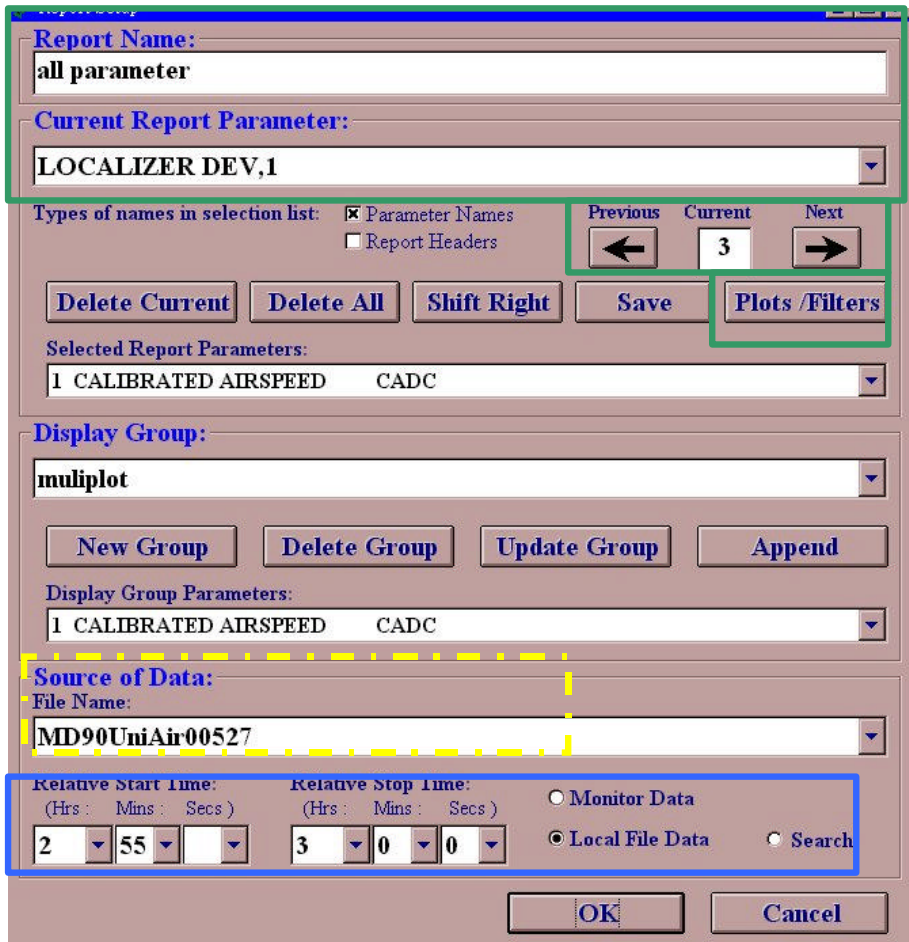 Report Setup
Report Name:
all parameter
Current Report Parameter:
LOCALIZER DEV,1
Types of names in selection list:
Parameter Names
Report Headers
Previous Current Next
3
Delete Current Delete All Shift Right Save Plots /Filters
Selected Report Parameters:
1 CALIBRATED AIRSPEED CADC
Display Group:
muliplot
New Group Delete Group Update Group Append
Display Group Parameters:
1 CALIBRATED AIRSPEED CADC
Source of Data:
File Name:
MD90UniAir00527
Relative Start Time: Relative Stop Time:
(Hrs : Mins : Secs ) (Hrs : Mins : Secs )
Monitor Data
2 55 3 0 0 Local File Data Search
OK Cancel